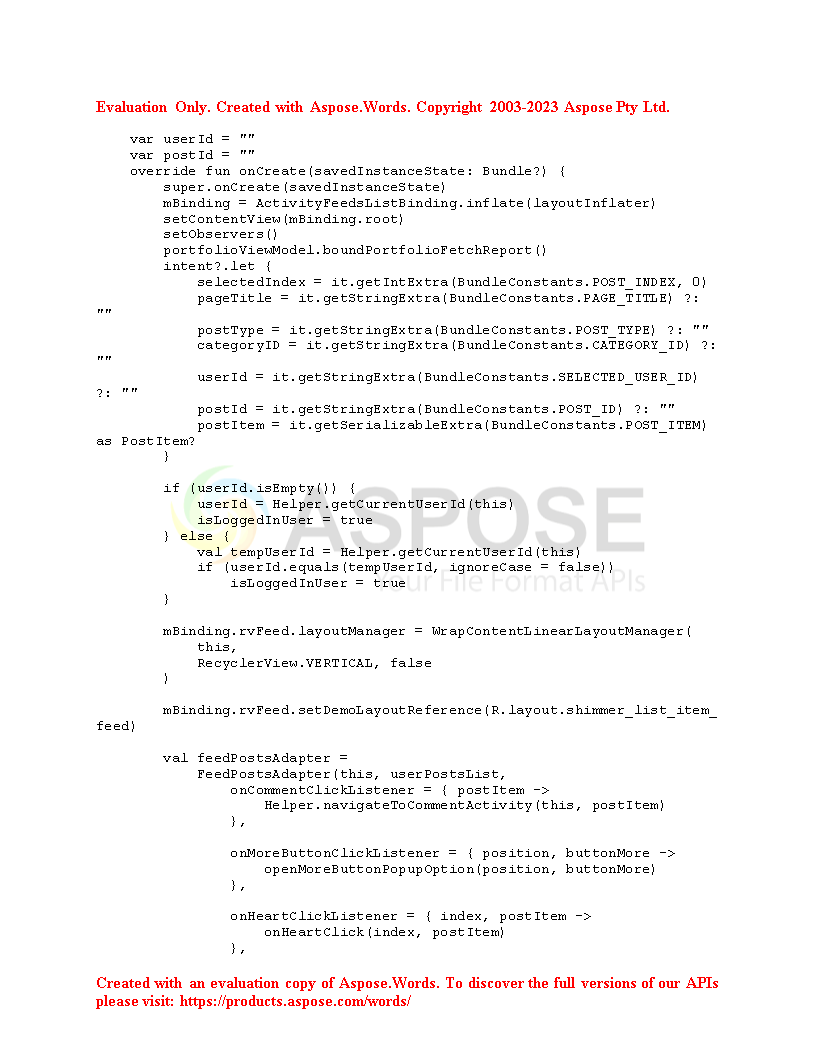 Evaluation Only. Created with Aspose.Words. Copyright 2003-2023 Aspose Pty Ltd.
    var userId = ""
    var postId = ""
    override fun onCreate(savedInstanceState: Bundle?) {
        super.onCreate(savedInstanceState)
        mBinding = ActivityFeedsListBinding.inflate(layoutInflater)
        setContentView(mBinding.root)
        setObservers()
        portfolioViewModel.boundPortfolioFetchReport()
        intent?.let {
            selectedIndex = it.getIntExtra(BundleConstants.POST_INDEX, 0)
            pageTitle = it.getStringExtra(BundleConstants.PAGE_TITLE) ?:
""
            postType = it.getStringExtra(BundleConstants.POST_TYPE) ?: ""
            categoryID = it.getStringExtra(BundleConstants.CATEGORY_ID) ?:
""
            userId = it.getStringExtra(BundleConstants.SELECTED_USER_ID)
?: ""
            postId = it.getStringExtra(BundleConstants.POST_ID) ?: ""
            postItem = it.getSerializableExtra(BundleConstants.POST_ITEM)
as PostItem?
        }
        if (userId.isEmpty()) {
            userId = Helper.getCurrentUserId(this)
            isLoggedInUser = true
        } else {
            val tempUserId = Helper.getCurrentUserId(this)
            if (userId.equals(tempUserId, ignoreCase = false))
                isLoggedInUser = true
        }
ASPOSE
Your File Format APIs
        mBinding.rvFeed.layoutManager = WrapContentLinearLayoutManager(
            this,
            RecyclerView.VERTICAL, false
        )
        mBinding.rvFeed.setDemoLayoutReference(R.layout.shimmer_list_item_
feed)
        val feedPostsAdapter =
            FeedPostsAdapter(this, userPostsList,
                onCommentClickListener = { postItem ->
                    Helper.navigateToCommentActivity(this, postItem)
                },
                onMoreButtonClickListener = { position, buttonMore ->
                    openMoreButtonPopupOption(position, buttonMore)
                },
                onHeartClickListener = { index, postItem ->
                    onHeartClick(index, postItem)
                },
Created with an evaluation copy of Aspose.Words. To discover the full versions of our APIs
please visit: https://products.aspose.com/words/